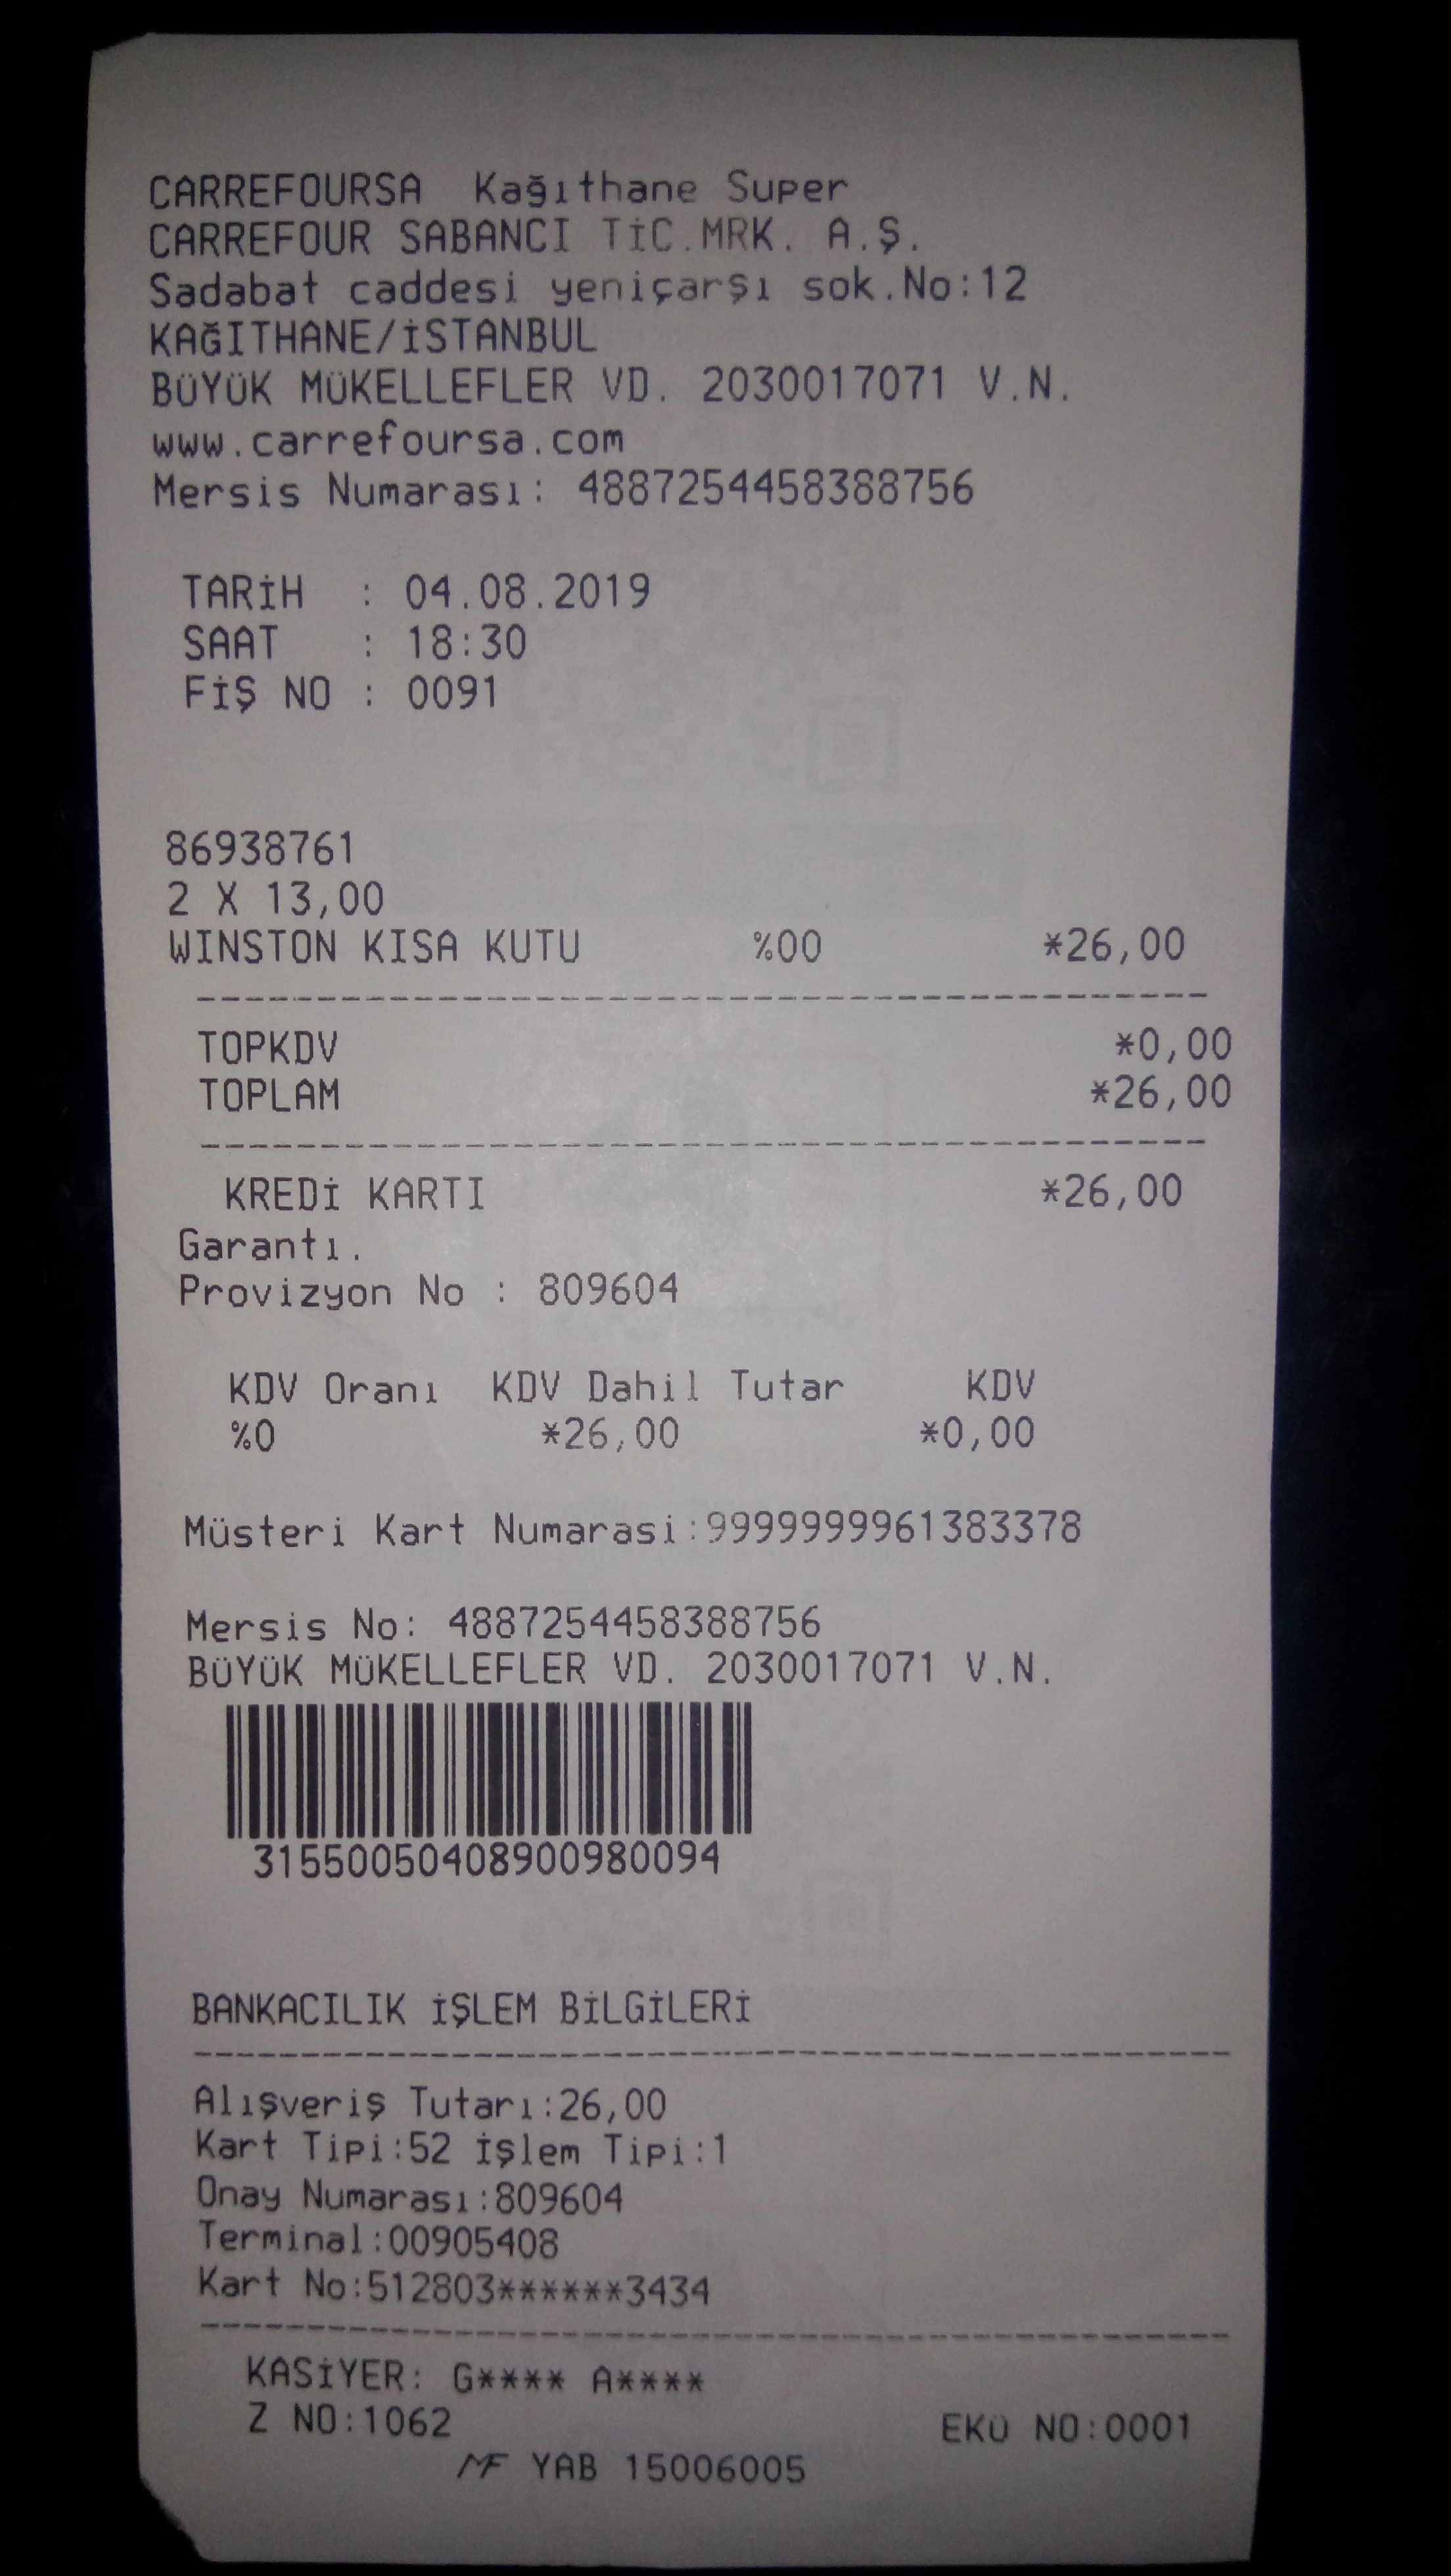 CARREFOURSA Kağıthane Super
CARREFOUR SABANCI TİC.MRK. A.Ş.
Sadabat caddesi yeniçarşı sok.No:12
KAĞITHANE/İSTANBUL
BÜYÜK MÜKELLEFLER VD. 2030017071 V.N.
www.carrefoursa.com
Mersis Numarası: 4887254458388756
TARİH : 04.08.2019
SAAT : 18:30
FİŞ NO : 0091
86938761
2 X 13,00
WINSTON KISA KUTU %00 *26,00
TOPKDV *0,00
TOPLAM *26,00
KREDİ KARTI *26,00
Garantı.
Provizyon No : 809604
KDV Oranı KDV Dahil Tutar KDV
%0 *26,00 *0,00
Müsteri Kart Numarasi:9999999961383378
Mersis No: 4887254458388756
BÜYÜK MÜKELLEFLER VD. 2030017071 V.N.
31550050408900980094
BANKACILIK İŞLEM BİLGİLERİ
Alışveriş Tutarı:26,00
Kart Tipi:52 İşlem Tipi:1
Onay Numarası:809604
Terminal:00905408
Kart No:512803******3434
KASİYER: G**** A****
Z NO:1062 EKÜ NO:0001
MF YAB 15006005